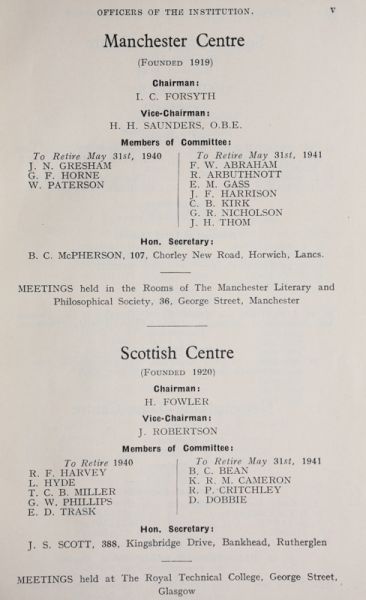 OFFICERS OF THE INSTITUTION. v
Manchester Centre
(FOUNDED 1919)
Chairman:
I. C. FORSYTH
Vice-Chairman:
H. H. SAUNDERS, O.B.E.
Members of Committee:
To Retire May 31st, 1940
J. N. GRESHAM
G. F. HORNE
W. PATERSON
To Retire May 31st, 1941
F. W. ABRAHAM
R. ARBUTHNOTT
E. M. GASS
J. F. HARRISON
C. B. KIRK
G. R. NICHOLSON
J. H. THOM
Hon. Secretary:
B. C. McPHERSON, 107, Chorley New Road, Horwich, Lancs.
MEETINGS held in the Rooms of The Manchester Literary and
Philosophical Society, 36, George Street, Manchester
Scottish Centre
(FOUNDED 1920)
Chairman:
H. FOWLER
Vice-Chairman:
J. ROBERTSON
Members of Committee:
To Retire 1940
R. F. HARVEY
L. HYDE
T. C. B. MILLER
G. W. PHILLIPS
E. D. TRASK
To Retire May 31st, 1941
B. C. BEAN
K. R. M. CAMERON
R. P. CRITCHLEY
D. DOBBIE
Hon. Secretary:
J. S. SCOTT, 388, Kingsbridge Drive, Bankhead, Rutherglen
MEETINGS held at The Royal Technical College, George Street,
Glasgow